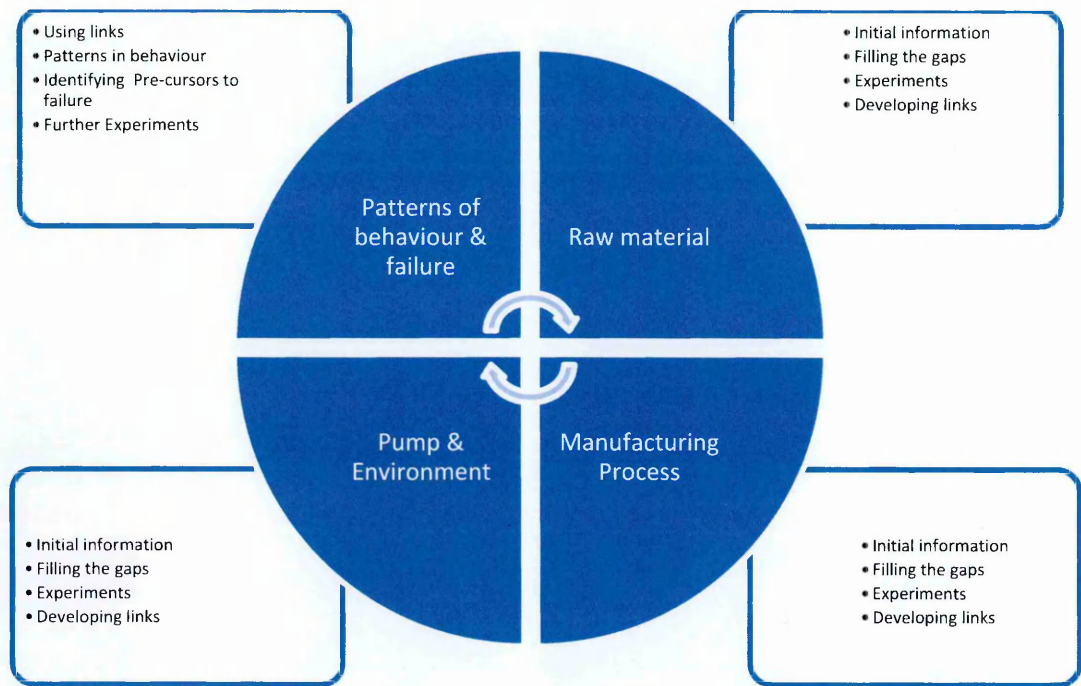 • Using links
• Patterns in behaviour
• Identifying Pre-cursors to
failure
• Further Experiments
• Initial information
• Filling the gaps
• Experiments
• Developing links
Patterns of
behaviour &
failure
Raw material
Pump &
Environment
Manufacturing
Process
• Initial information
• Filling the gaps
• Experiments
• Developing links
• Initial information
• Filling the gaps
• Experiments
• Developing links